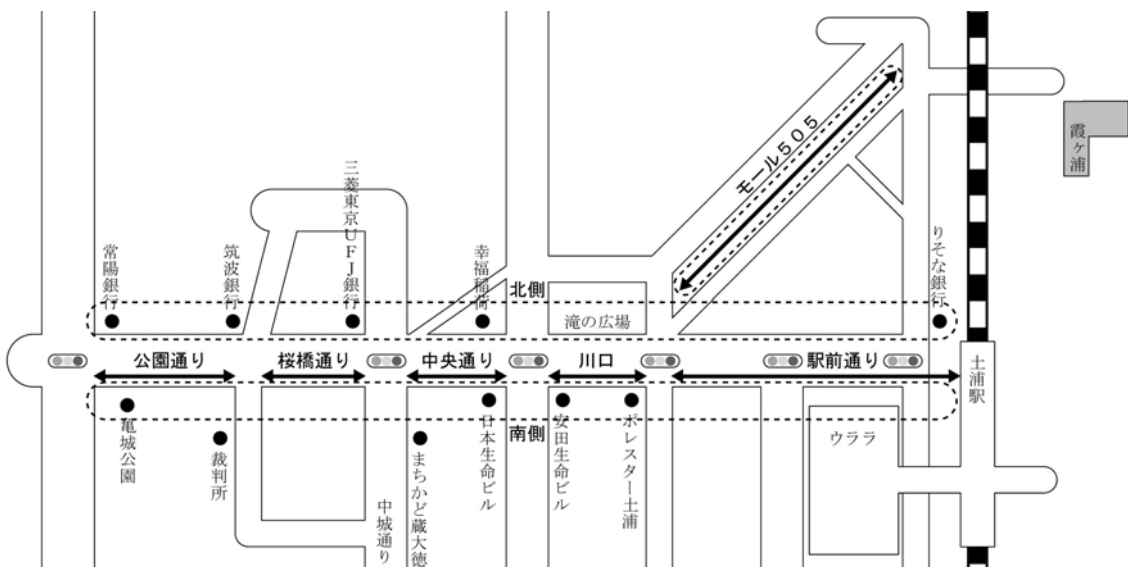 モール505
霞ヶ浦
三菱東京UFJ銀行
常陽銀行
筑波銀行
幸福稲荷
りそな銀行
北側
滝の広場
公園通り
桜橋通り
中央通り
川口
駅前通り
土浦駅
亀城公園
裁判所
中城通り
まちかど蔵大徳
日本生命ビル
南側
安田生命ビル
ポレスター土浦
ウララ